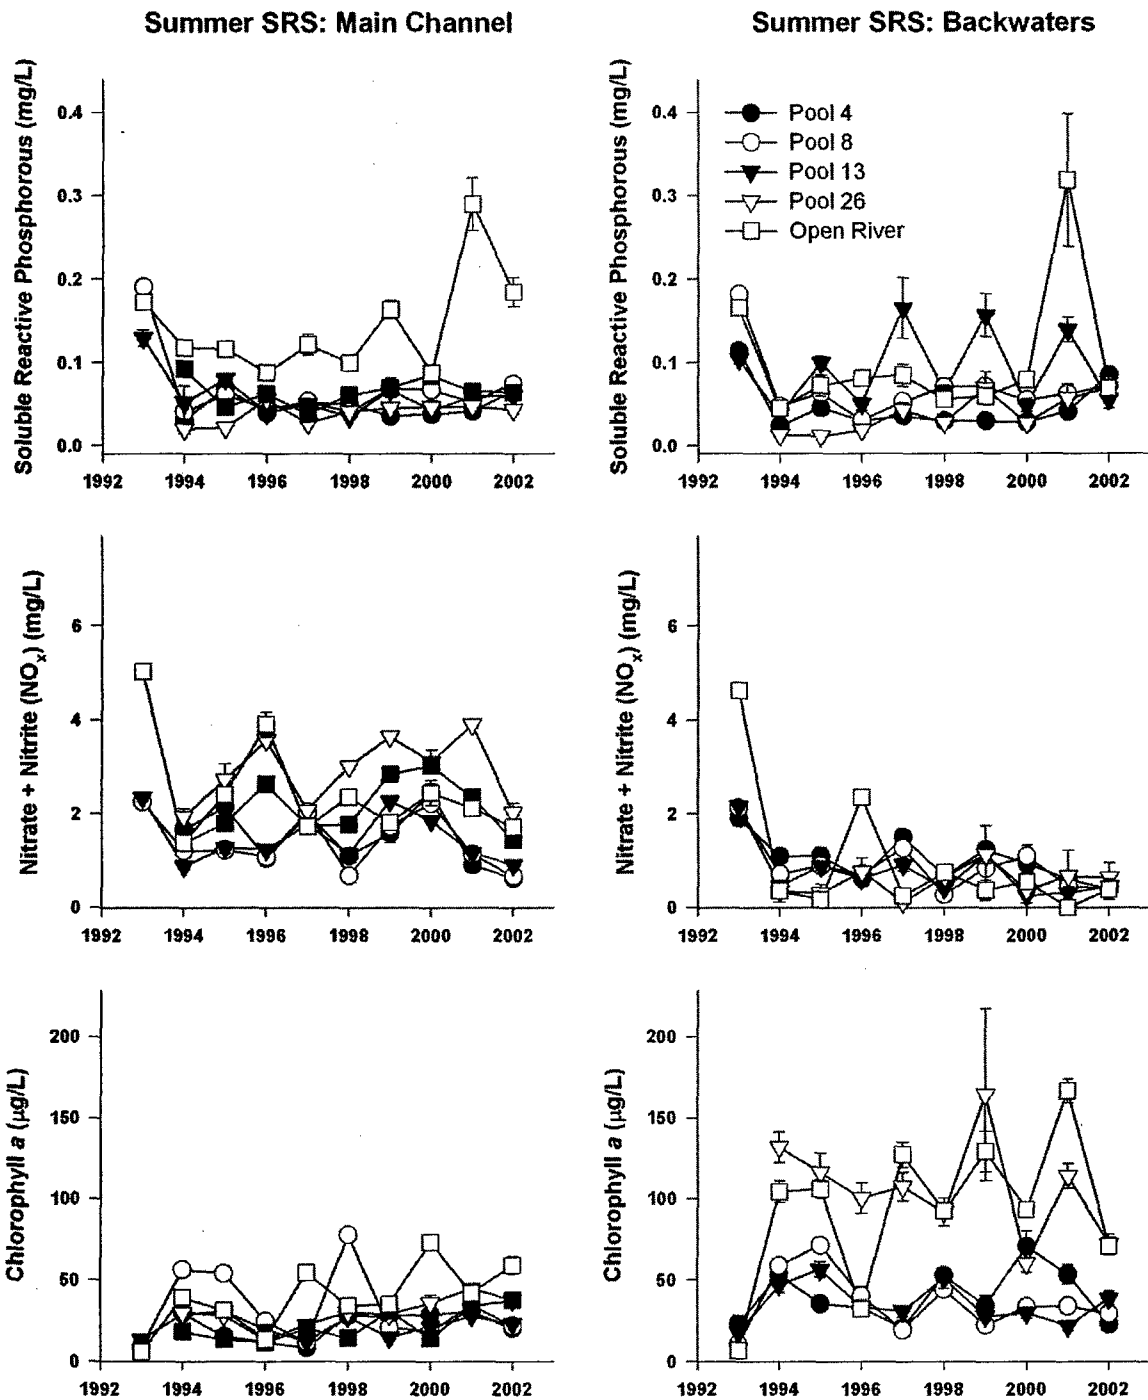 Summer SRS: Main Channel
Summer SRS: Backwaters
Soluble Reactive Phosphorous (mg/L)
0.4
0.3
0.2
0.1
0.0
1992 1994 1996 1998 2000 2002
Soluble Reactive Phosphorous (mg/L)
0.4
0.3
0.2
0.1
0.0
Pool 4
Pool 8
Pool 13
Pool 26
Open River
1992 1994 1996 1998 2000 2002
Nitrate + Nitrite (NOx) (mg/L)
6
4
2
0
1992 1994 1996 1998 2000 2002
Nitrate + Nitrite (NOx) (mg/L)
6
4
2
0
1992 1994 1996 1998 2000 2002
Chlorophyll a (µg/L)
200
150
100
50
0
1992 1994 1996 1998 2000 2002
Chlorophyll a (µg/L)
200
150
100
50
0
1992 1994 1996 1998 2000 2002